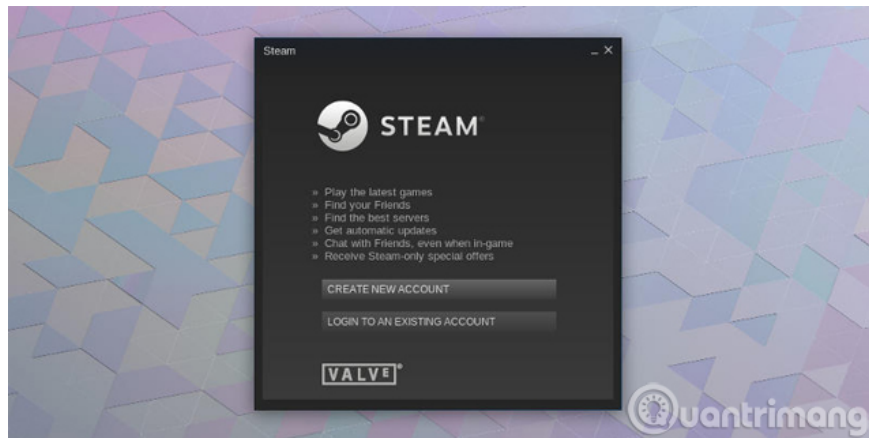 Steam
STEAM
» Play the latest games
» Find your Friends
» Find the best servers
» Get automatic updates
» Chat with Friends, even when in-game
» Receive Steam-only special offers
CREATE NEW ACCOUNT
LOGIN TO AN EXISTING ACCOUNT
VALVE
Quantrimang